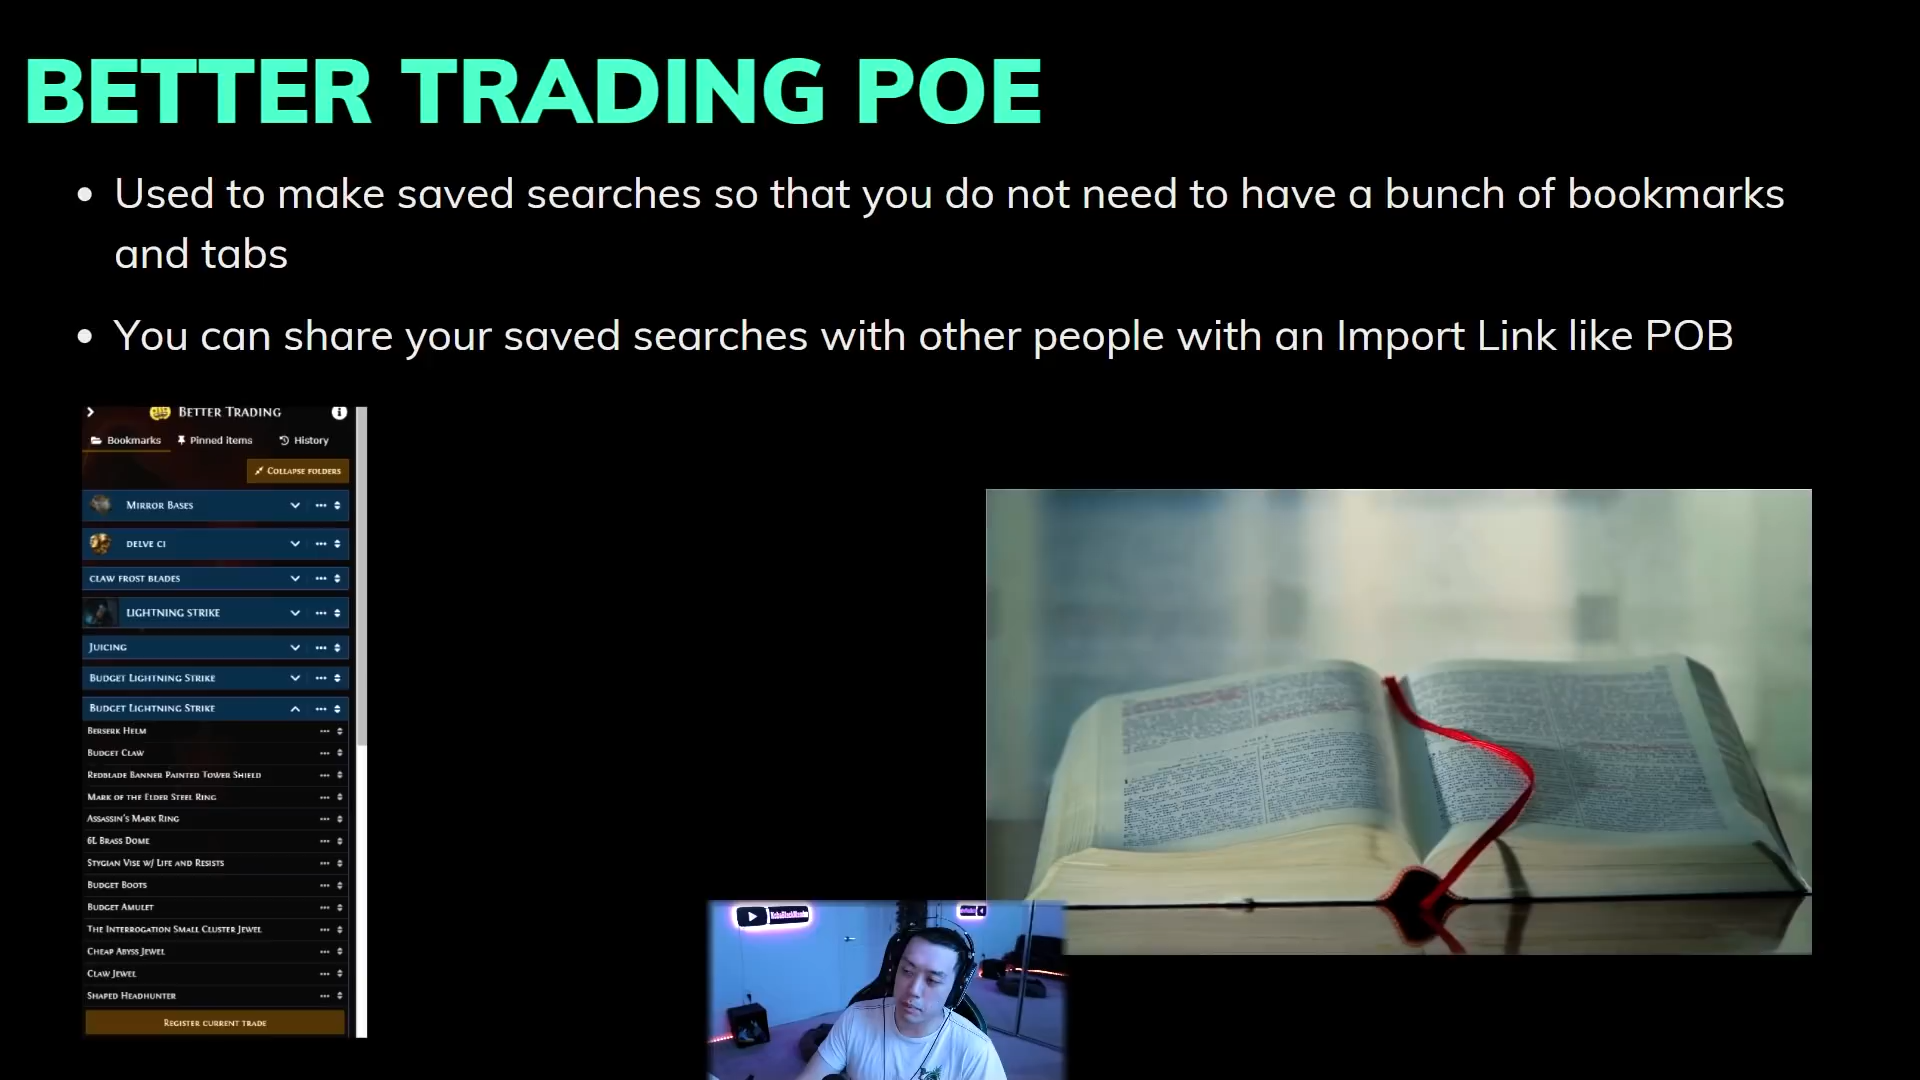 BETTER TRADING POE
• Used to make saved searches so that you do not need to have a bunch of bookmarks
and tabs
• You can share your saved searches with other people with an Import Link like POB
BETTER TRADING
Bookmarks Pinned items History
COLLAPSE FOLDERS
MIRROR BASES
DELVE CI
CLAW FROST BLADES
LIGHTNING STRIKE
JUICING
BUDGET LIGHTNING STRIKE
BUDGET LIGHTNING STRIKE
BERSERK HELM
BUDGET CLAW
REDBLADE BANNER PAINTED TOWER SHIELD
MARK OF THE ELDER STEEL RING
ASSASSIN'S MARK RING
6L BRASS DOME
STYGIAN VISE W/ LIFE AND RESISTS
BUDGET BOOTS
BUDGET AMULET
THE INTERROGATION SMALL CLUSTER JEWEL
CHEAP ABYSS JEWEL
CLAW JEWEL
SHAPED HEADHUNTER
REGISTER CURRENT TRADE